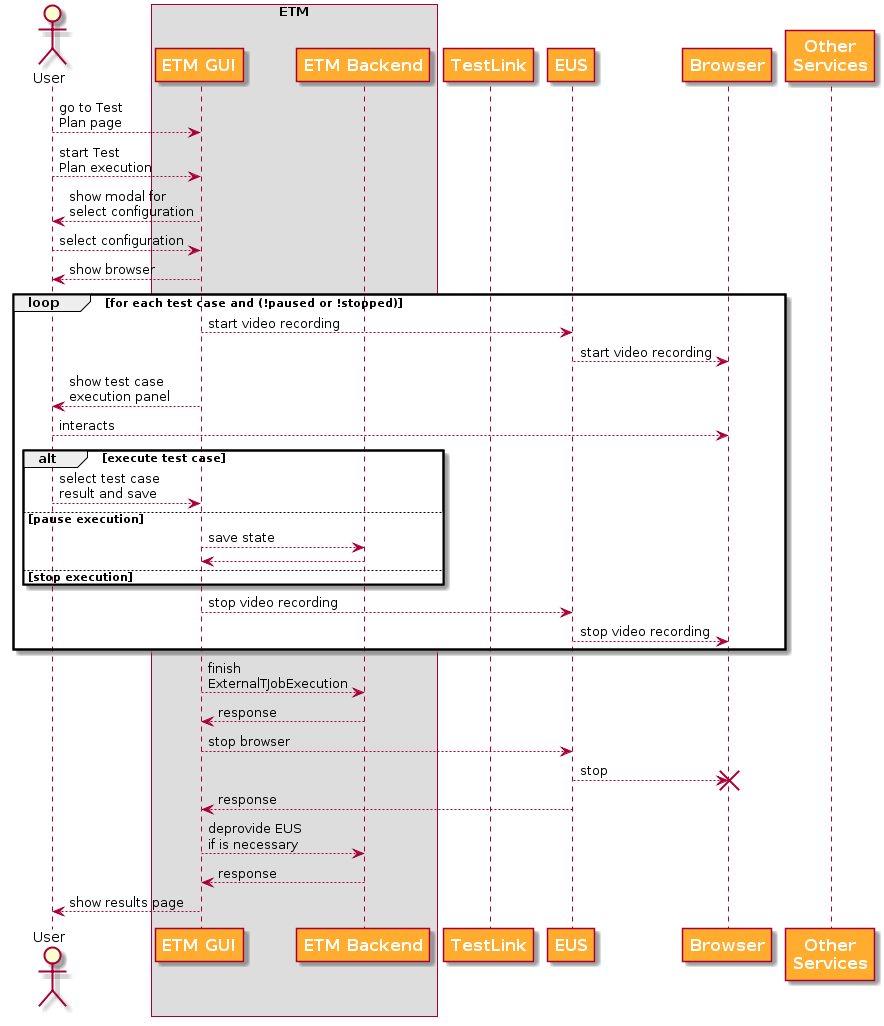 ETM
User
ETM GUI
ETM Backend
TestLink
EUS
Browser
Other
Services
go to Test
Plan page
start Test
Plan execution
show modal for
select configuration
select configuration
show browser
loop
[for each test case and (!paused or !stopped)]
start video recording
start video recording
show test case
execution panel
interacts
alt
[execute test case]
select test case
result and save
[pause execution]
save state
[stop execution]
stop video recording
stop video recording
finish
ExternalTJobExecution
response
stop browser
stop
response
deprovide EUS
if is necessary
response
show results page
User
ETM GUI
ETM Backend
TestLink
EUS
Browser
Other
Services